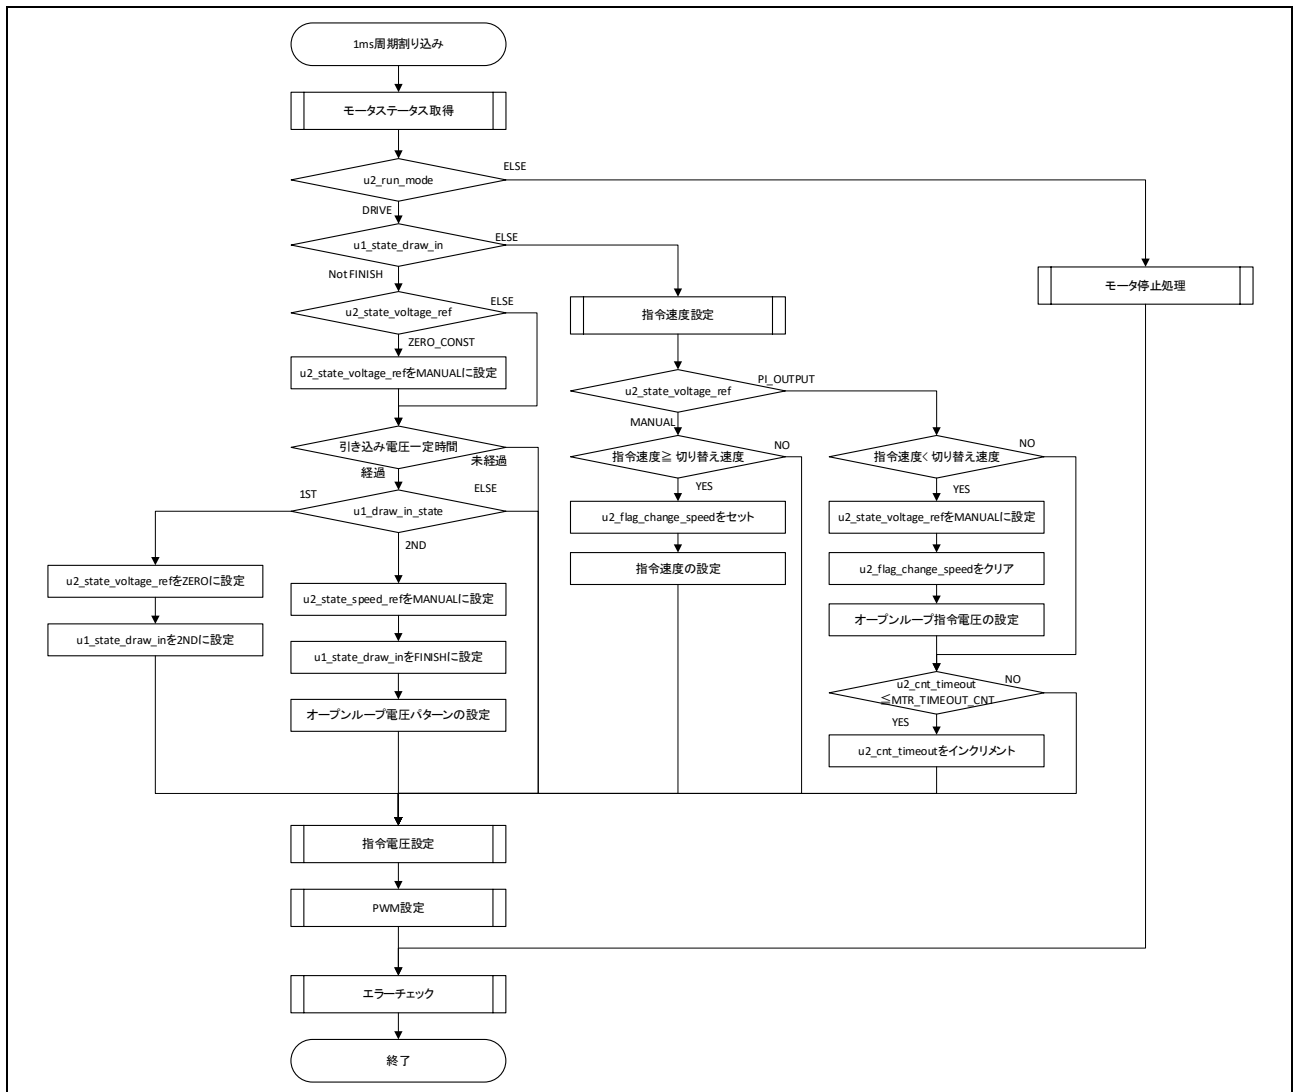 1ms周期割り込み
モータステータス取得
u2_run_mode
ELSE
DRIVE
u1_state_draw_in
ELSE
Not FINISH
u2_state_voltage_ref
ELSE
ZERO_CONST
u2_state_voltage_refをMANUALに設定
引き込み電圧一定時間
未経過
経過
u1_draw_in_state
1ST
ELSE
2ND
u2_state_voltage_refをZEROに設定
u1_state_draw_inを2NDに設定
u2_state_speed_refをMANUALに設定
u1_state_draw_inをFINISHに設定
オープンループ電圧パターンの設定
指令速度設定
u2_state_voltage_ref
PI_OUTPUT
MANUAL
指令速度≧ 切り替え速度
NO
YES
u2_flag_change_speedをセット
指令速度の設定
指令速度< 切り替え速度
NO
YES
u2_state_voltage_refをMANUALに設定
u2_flag_change_speedをクリア
オープンループ指令電圧の設定
u2_cnt_timeout
≦MTR_TIMEOUT_CNT
NO
YES
u2_cnt_timeoutをインクリメント
モータ停止処理
指令電圧設定
PWM設定
エラーチェック
終了